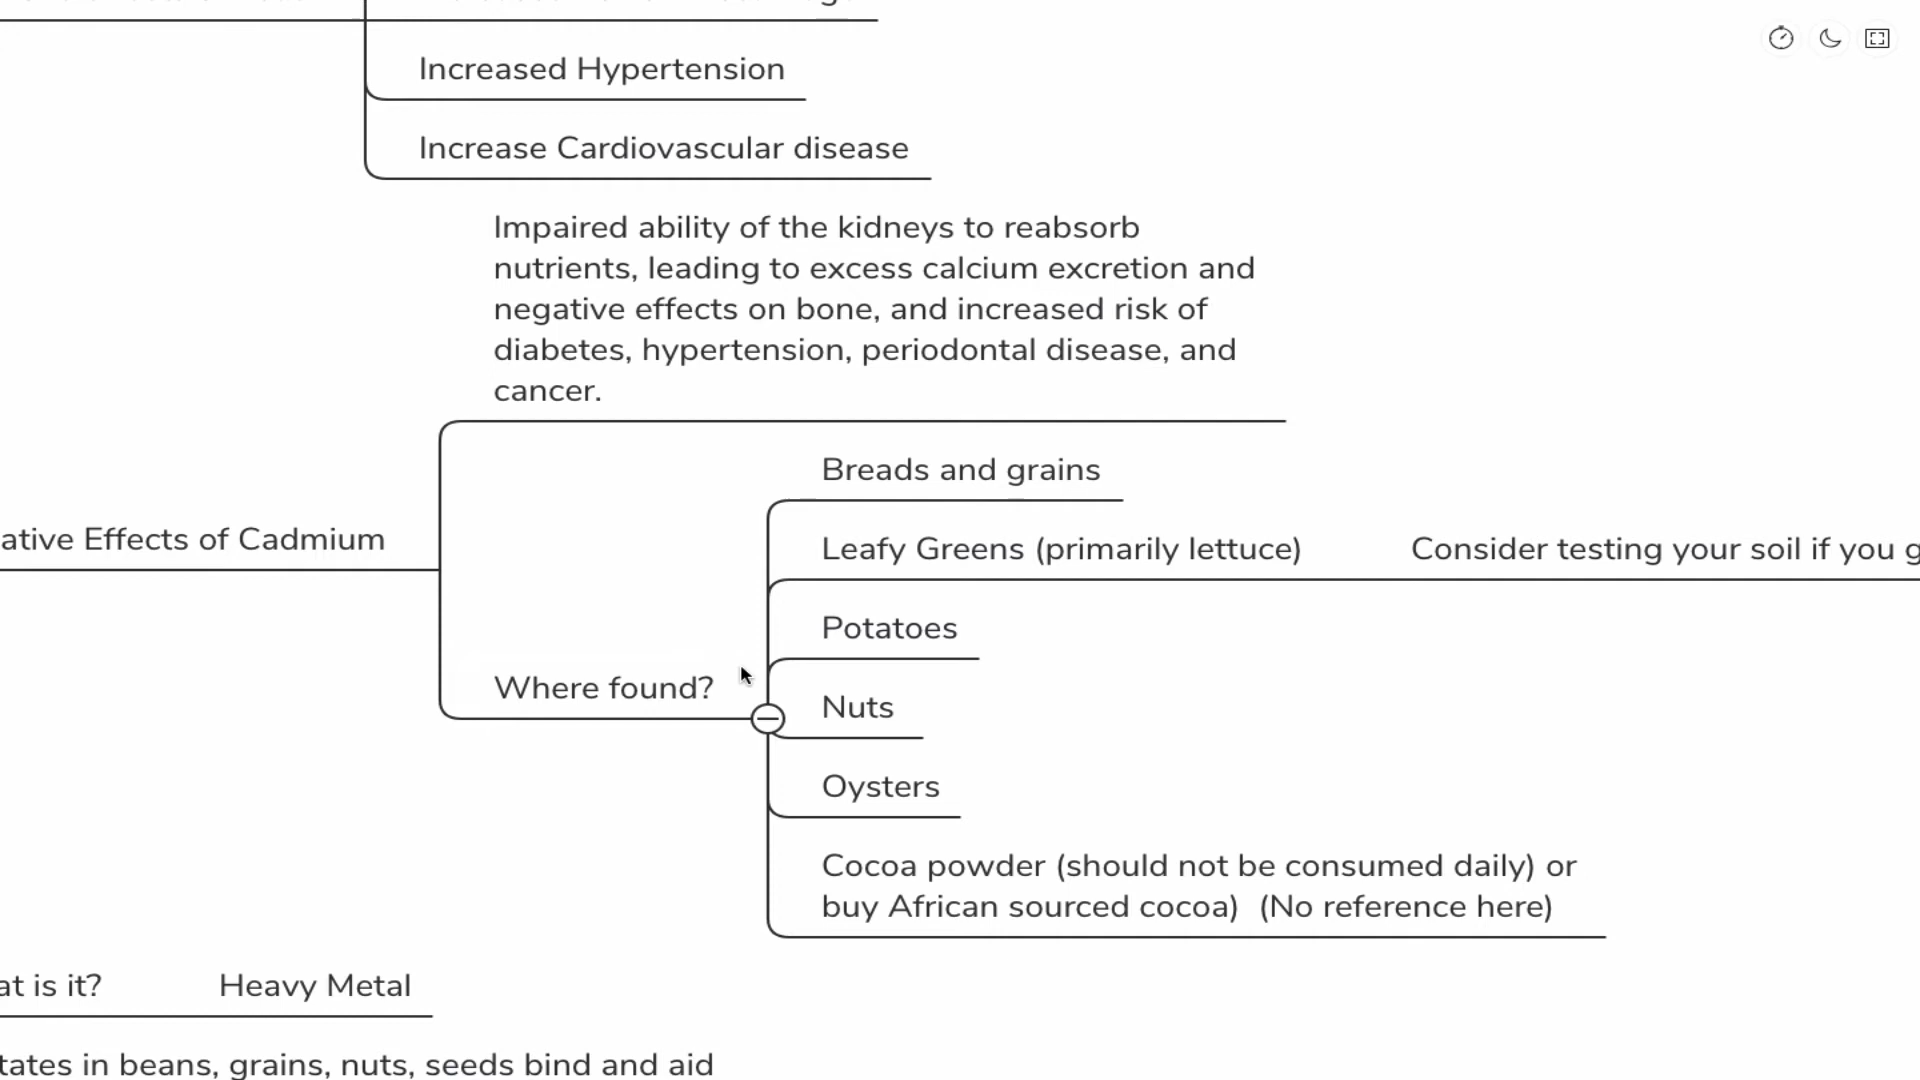 Increased Hypertension
Increase Cardiovascular disease
Impaired ability of the kidneys to reabsorb
nutrients, leading to excess calcium excretion and
negative effects on bone, and increased risk of
diabetes, hypertension, periodontal disease, and
cancer.
ative Effects of Cadmium
Where found?
Breads and grains
Leafy Greens (primarily lettuce)
Consider testing your soil if you g
Potatoes
Nuts
Oysters
Cocoa powder (should not be consumed daily) or
buy African sourced cocoa)  (No reference here)
at is it?
Heavy Metal
tates in beans, grains, nuts, seeds bind and aid